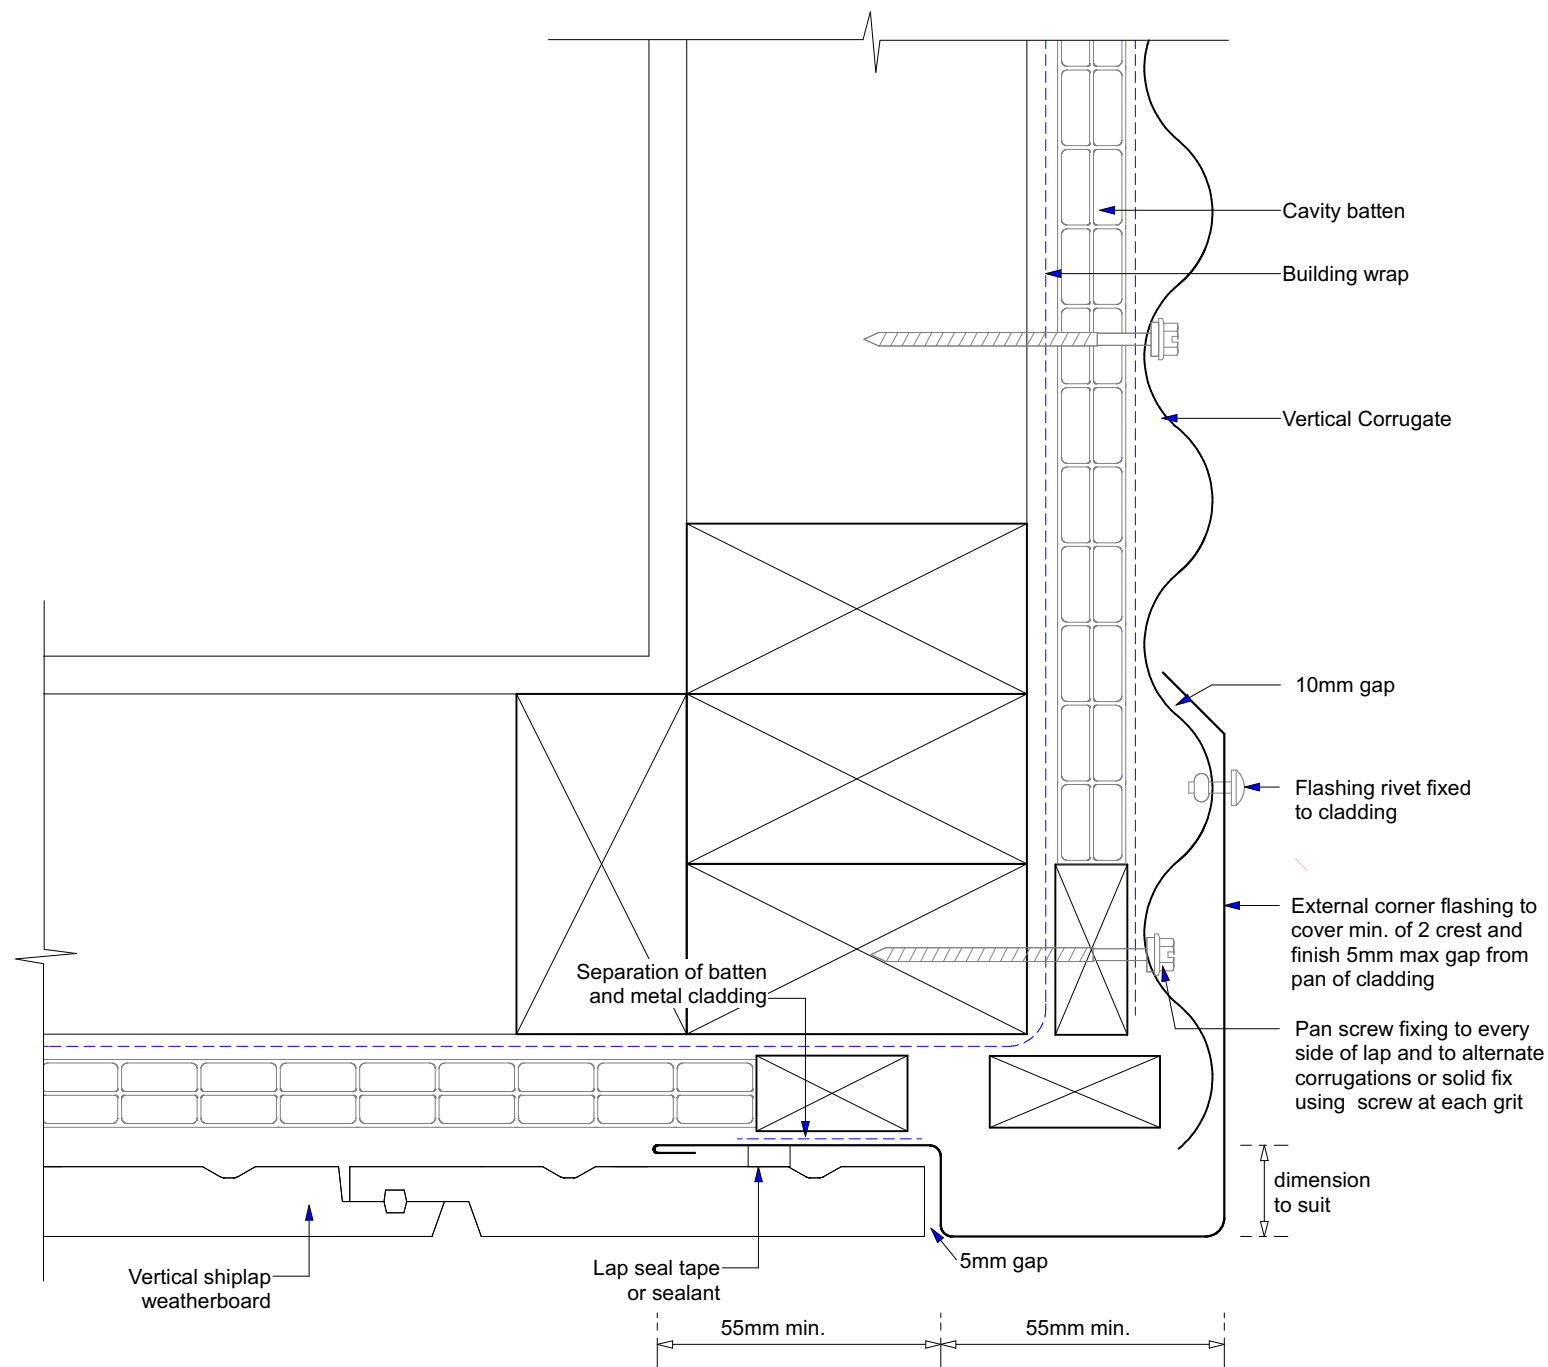 Cavity batten
Building wrap
Vertical Corrugate
10mm gap
Flashing rivet fixed
to cladding
External corner flashing to
cover min. of 2 crest and
finish 5mm max gap from
pan of cladding
Separation of batten
and metal cladding
Pan screw fixing to every
side of lap and to alternate
corrugations or solid fix
using screw at each grit
dimension
to suit
5mm gap
Lap seal tape
or sealant
Vertical shiplap
weatherboard
55mm min.
55mm min.